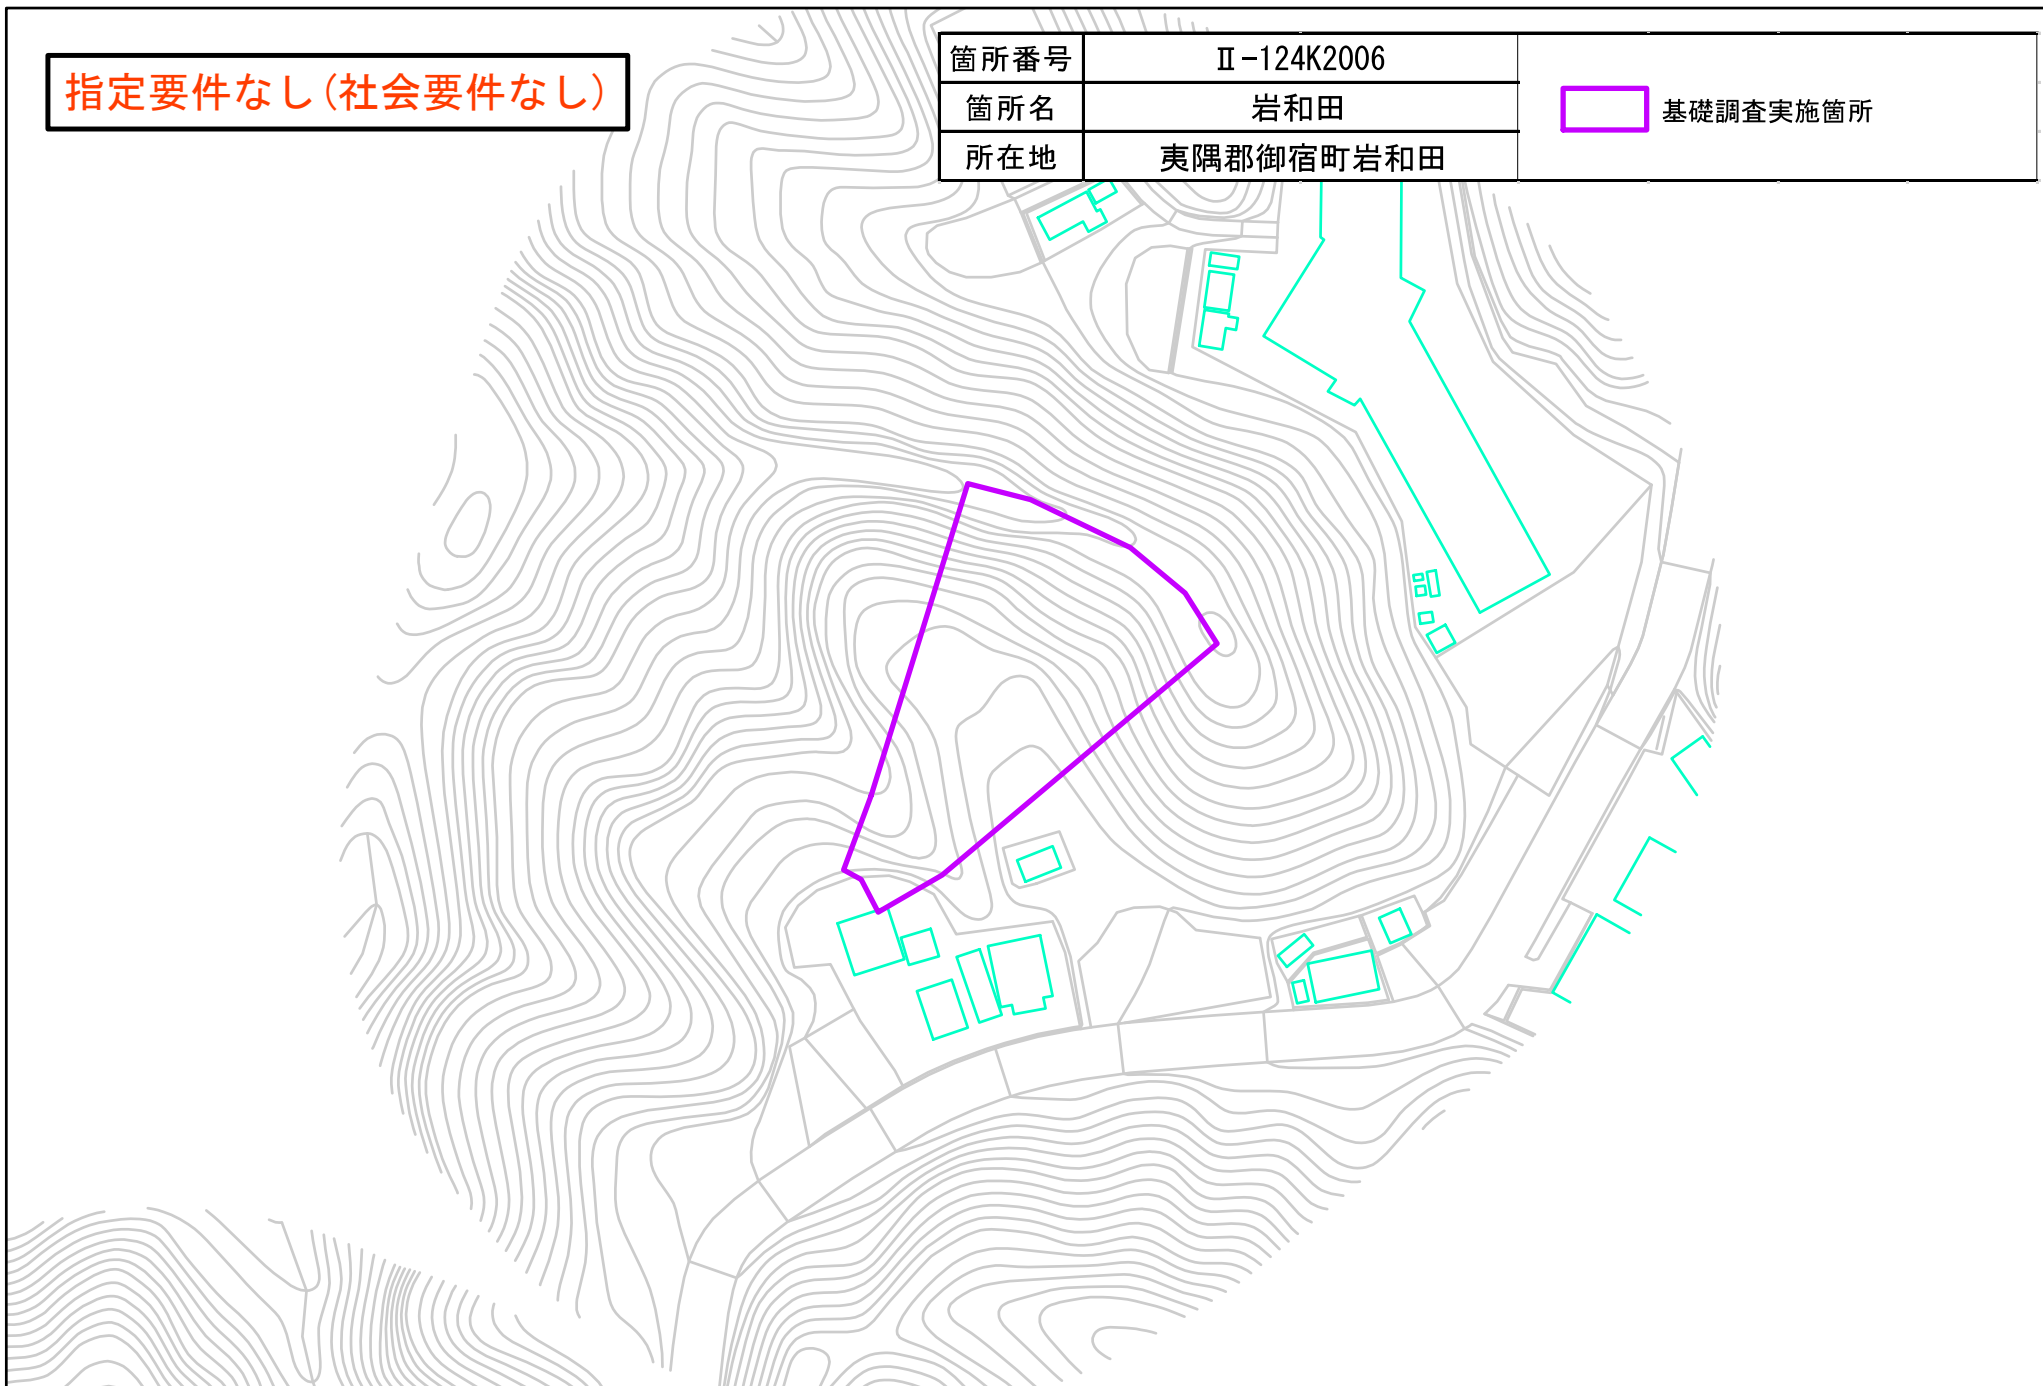 指定要件なし(社会要件なし)
箇所番号 Ⅱ-124K2006
箇所名 岩和田
所在地 夷隅郡御宿町岩和田
基礎調査実施箇所